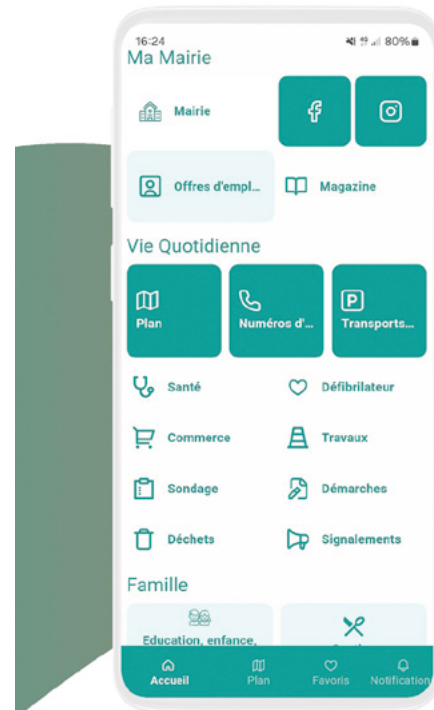 16:24 80%
Ma Mairie
Mairie
Offres d'empl... Magazine
Vie Quotidienne
Plan Numéros d'... Transports...
Santé Défibrilateur
Commerce Travaux
Sondage Démarches
Déchets Signalements
Famille
Education, enfance,
Accueil Plan Favoris Notification